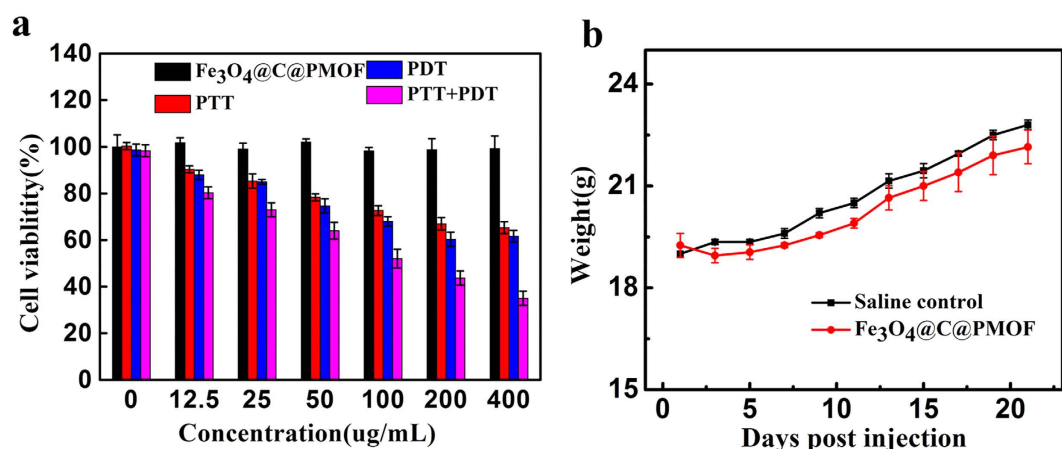 a
140
120
100
80
60
40
20
0
Cell viablitity(%)
Fe3O4@C@PMOF
PTT
PDT
PTT+PDT
0 12.5 25 50 100 200 400
Concentration(ug/mL)
b
24
21
18
15
Weight(g)
Saline control
Fe3O4@C@PMOF
0 5 10 15 20
Days post injection